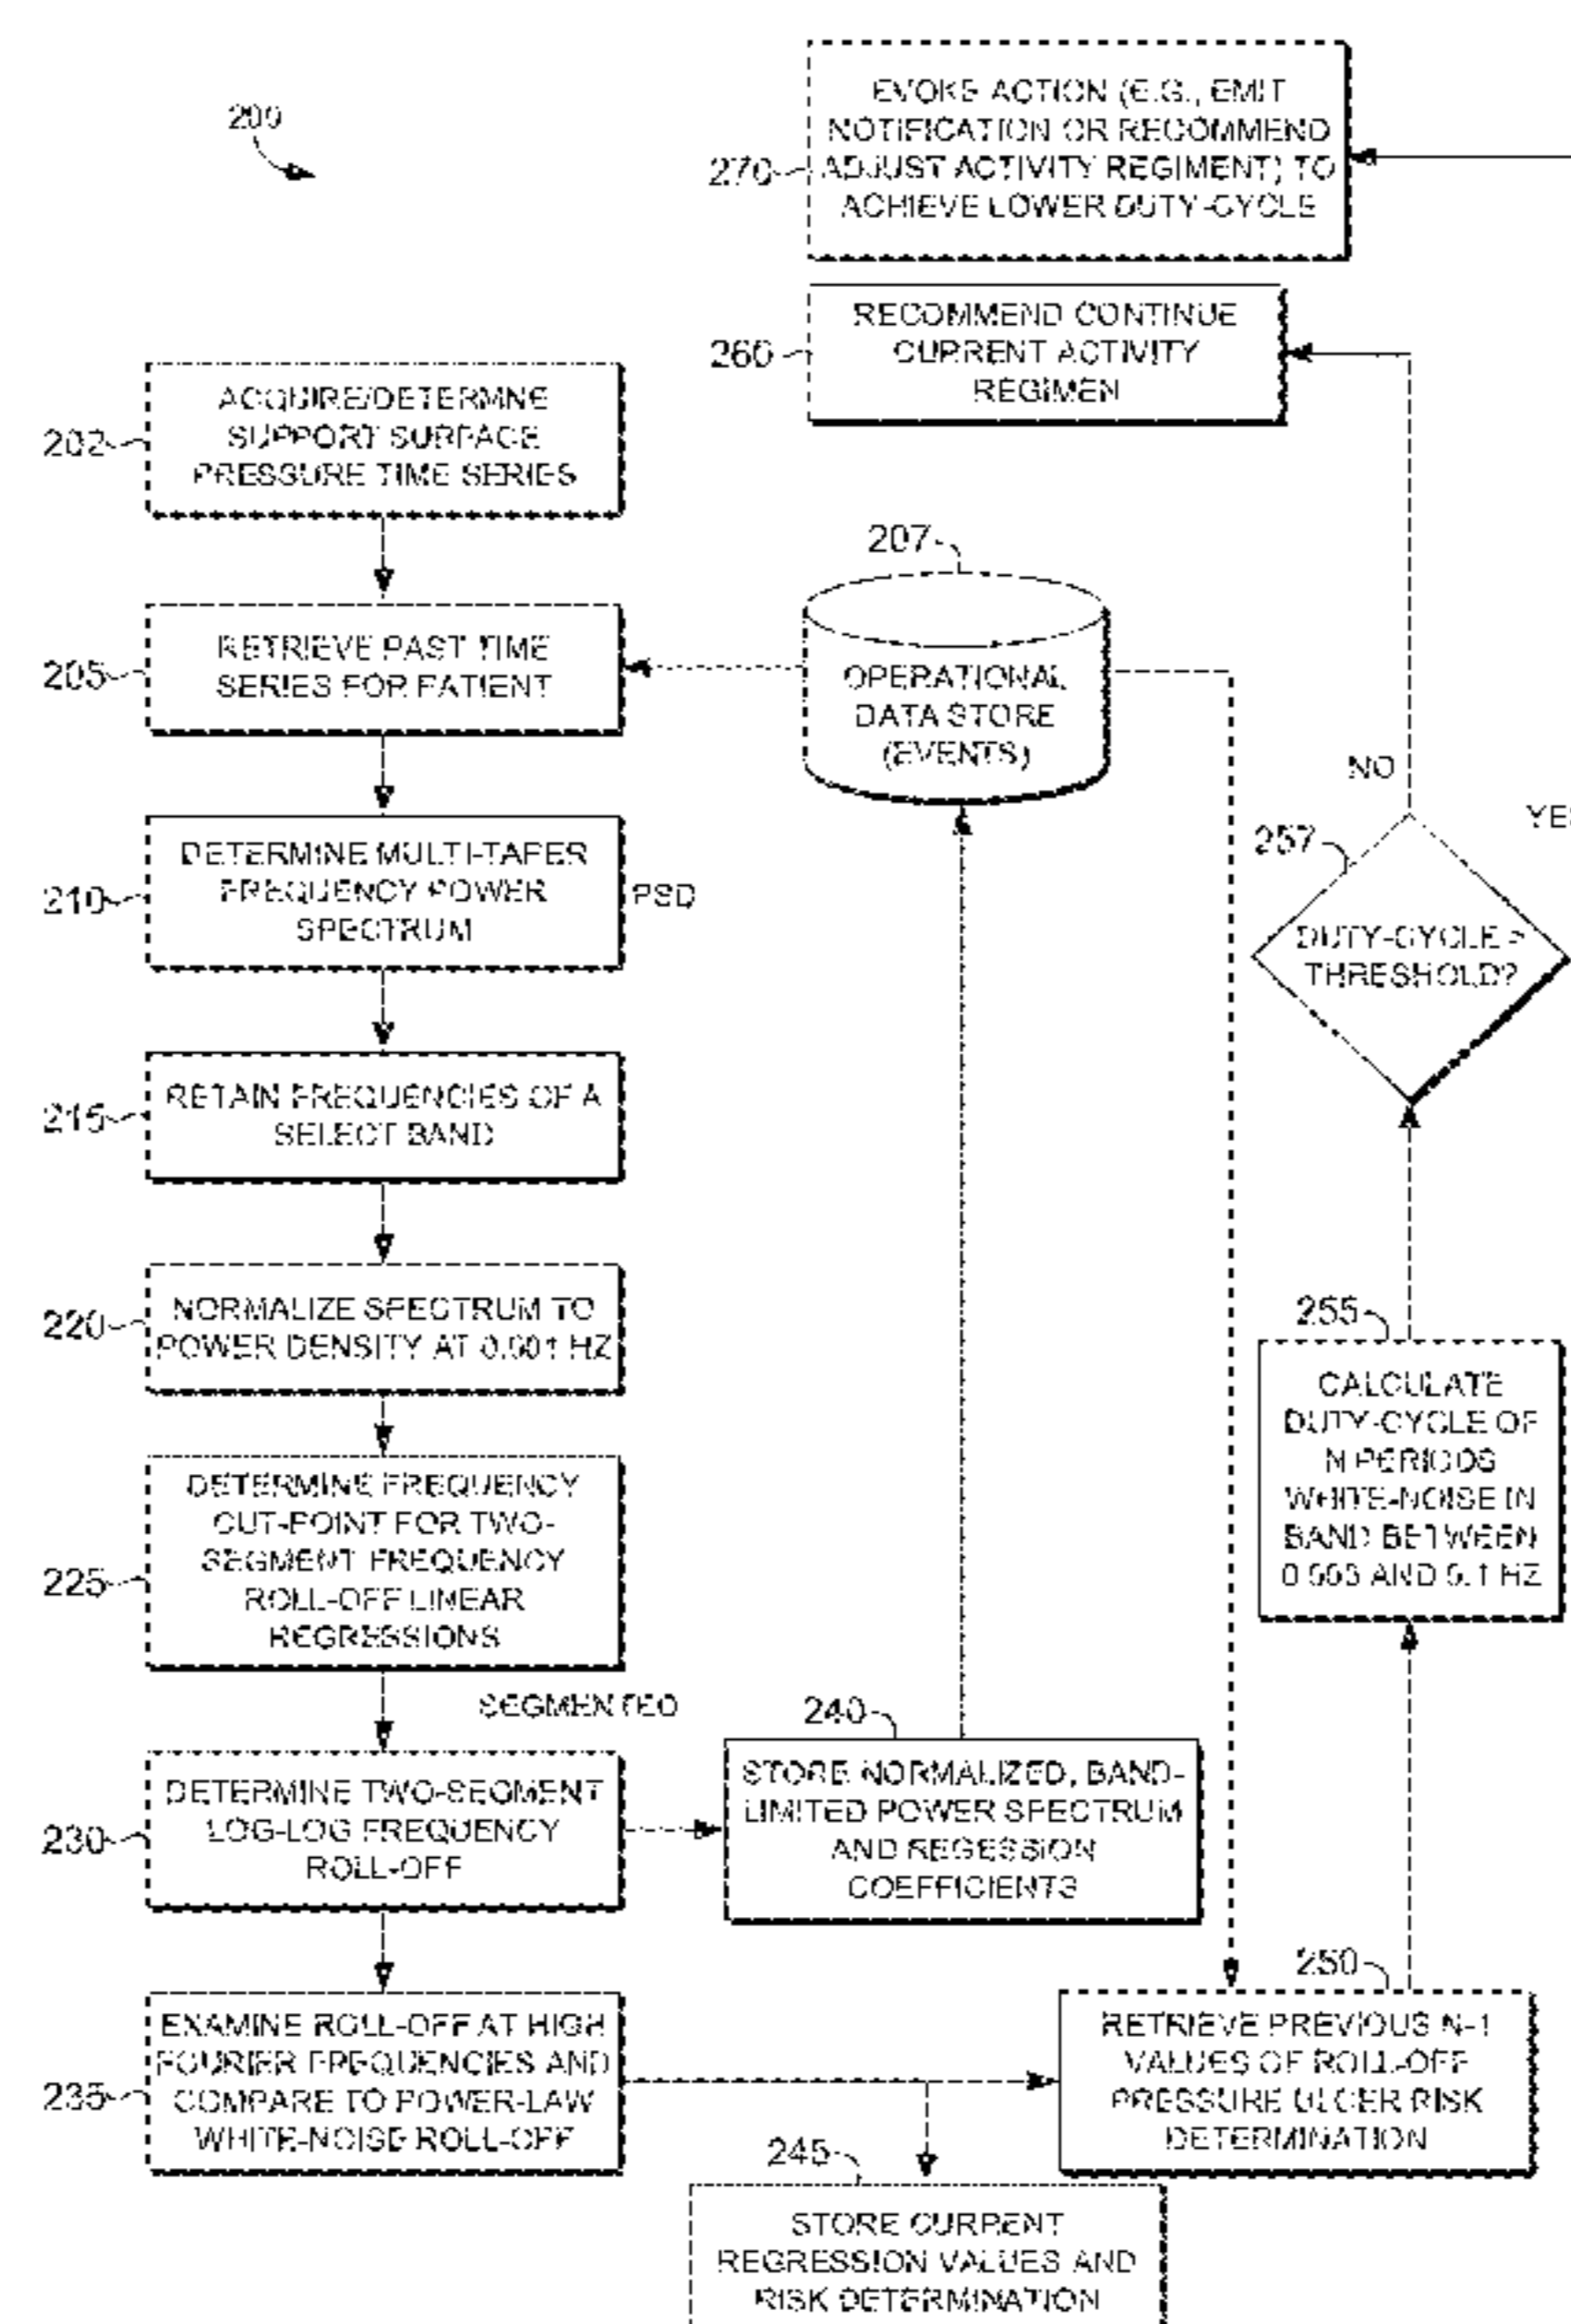 200
EVOKE ACTION (E.G., EMIT
NOTIFICATION OR RECOMMEND
ADJUST ACTIVITY REGIMENT) TO
ACHIEVE LOWER DUTY-CYCLE
270
RECOMMEND CONTINUE
CURRENT ACTIVITY
REGIMEN
260
ACQUIRE/DETERMNE
SUPPORT SURFACE
PRESSURE TIME SERIES
202
207
RETRIEVE PAST TIME
SERIES FOR PATIENT
205
OPERATIONAL
DATA STORE
(EVENTS)
NO
YES
257
DUTY-CYCLE >
THRESHOLD?
DETERMINE MULTI-TAPER
FREQUENCY POWER
SPECTRUM
210
PSD
RETAIN FREQUENCIES OF A
SELECT BAND
215
NORMALIZE SPECTRUM TO
POWER DENSITY AT 0.001 HZ
220
255
CALCULATE
DUTY-CYCLE OF
N PERIODS
WHITE-NOISE IN
BAND BETWEEN
AND 0.1 HZ
DETERMINE FREQUENCY
CUT-POINT FOR TWO-
SEGMENT FREQUENCY
ROLL-OFF LINEAR
REGRESSIONS
225
SEGMENTED
DETERMINE TWO-SEGMENT
LOG-LOG FREQUENCY
ROLL-OFF
230
240
STORE NORMALIZED, BAND-
LIMITED POWER SPECTRUM
AND REGESSION
COEFFICIENTS
EXAMINE ROLL-OFF AT HIGH
FOURIER FREQUENCIES AND
COMPARE TO POWER-LAW
WHITE-NOISE ROLL-OFF
235
250
RETRIEVE PREVIOUS N-1
VALUES OF ROLL-OFF
PRESSURE ULCER RISK
DETERMINATION
245
STORE CURRENT
REGRESSION VALUES AND
RISK DETERMINATION